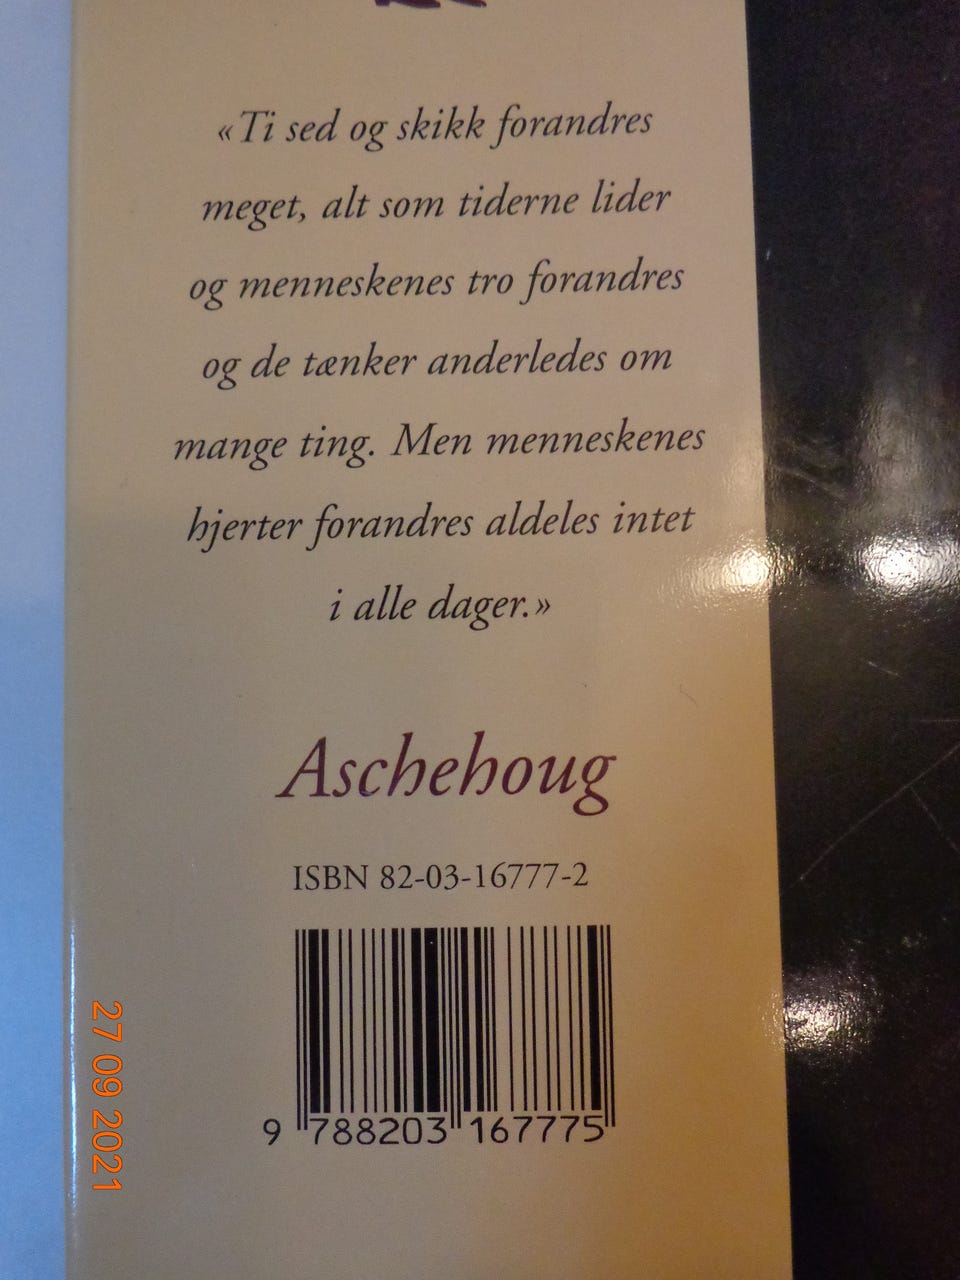 «Ti sed og skikk forandres
meget, alt som tiderne lider
og menneskenes tro forandres
og de tænker anderledes om
mange ting. Men menneskenes
hjerter forandres aldeles intet
i alle dager.»
Aschehoug
ISBN 82-03-16777-2
9 788203 167775
27 09 2021